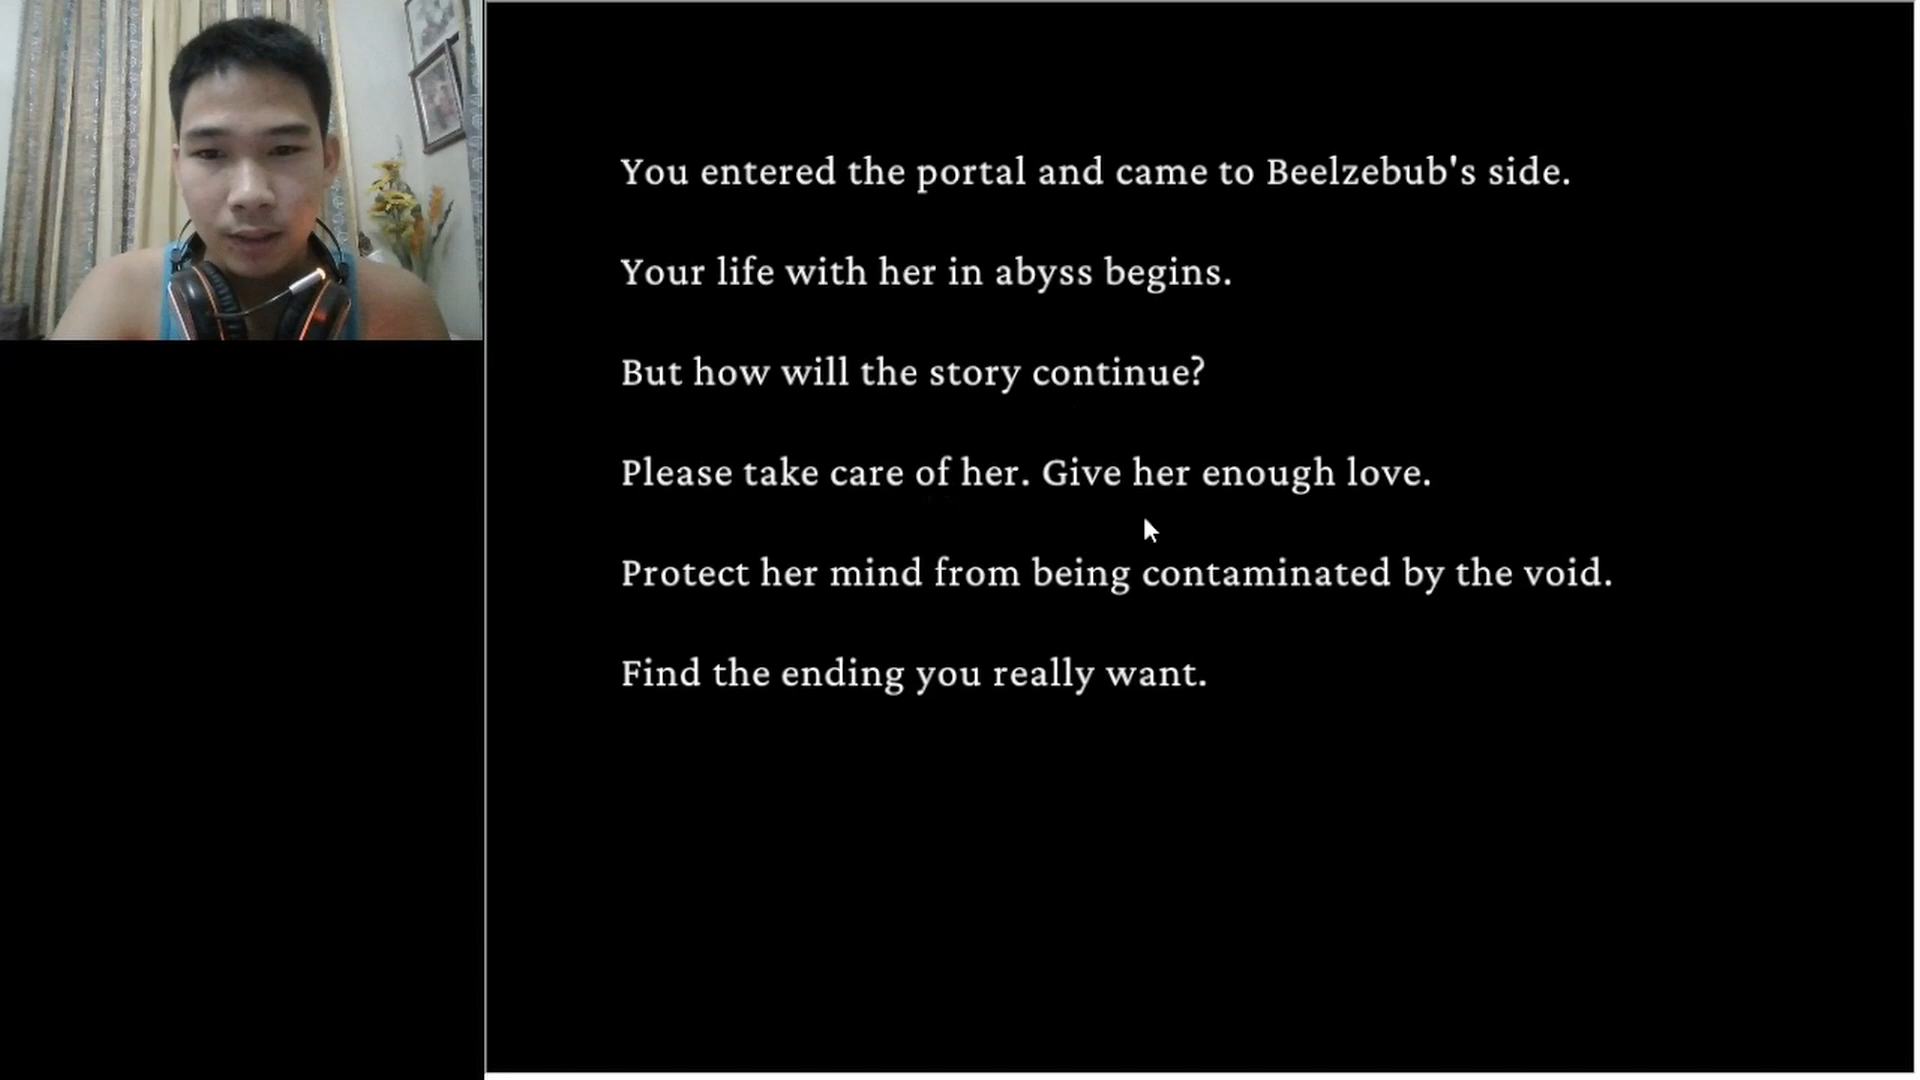 You entered the portal and came to Beelzebub's side.
Your life with her in abyss begins.
But how will the story continue?
Please take care of her. Give her enough love.
Protect her mind from being contaminated by the void.
Find the ending you really want.